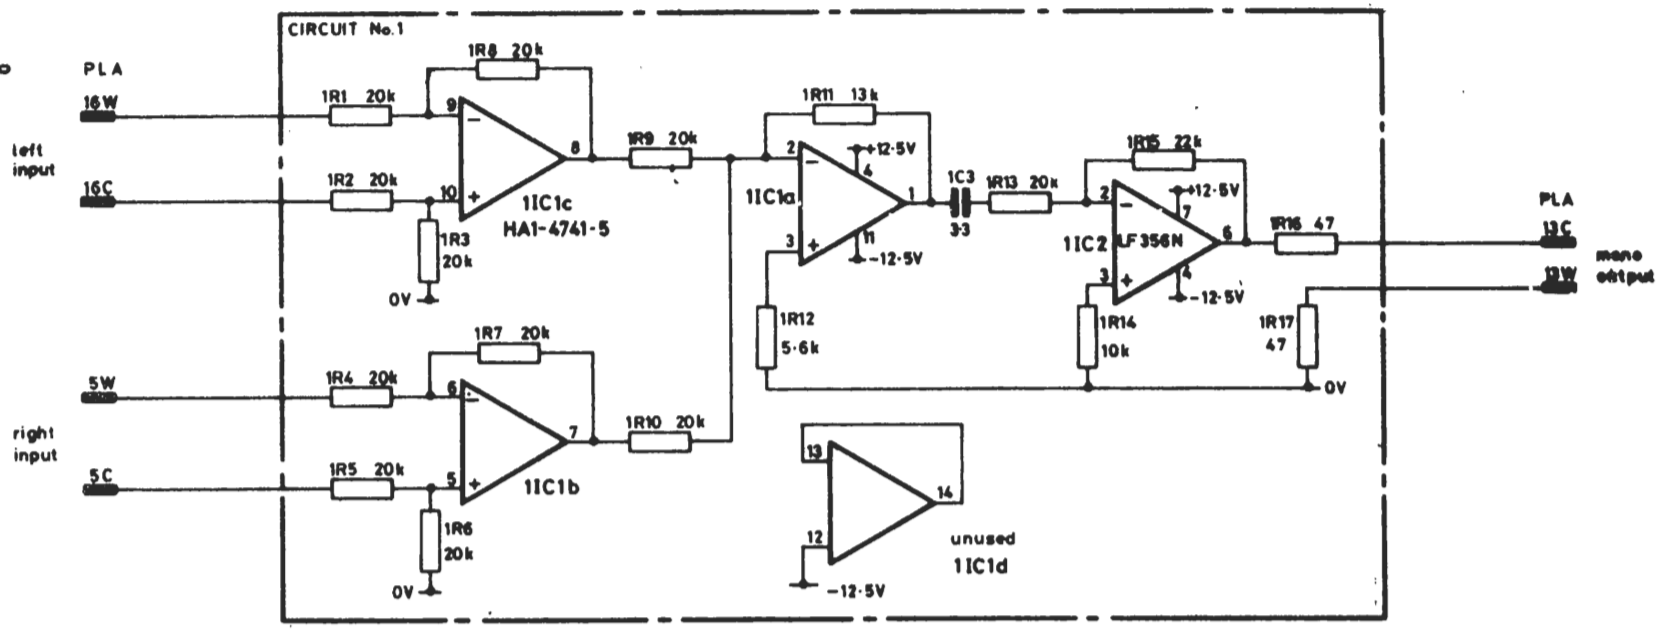 CIRCUIT No.1
PLA
16W
left
input
16C
1R1 20k
1R2 20k
1R8 20k
9
10
8
1IC1c
HA1-4741-5
1R3
20k
0V
5W
right
input
5C
1R4 20k
1R5 20k
1R7 20k
6
5
7
1IC1b
1R6
20k
0V
1R9 20k
1R10 20k
1R11 13k
2
3
1
1IC1a
+12·5V
4
11
-12·5V
1R12
5·6k
1C3
3·3
1R13 20k
1R15 22k
2
3
6
1IC2
LF356N
+12·5V
7
4
-12·5V
1R14
10k
1R16 47
1R17
47
0V
PLA
13C
mono
output
13W
13
12
14
unused
1IC1d
-12·5V